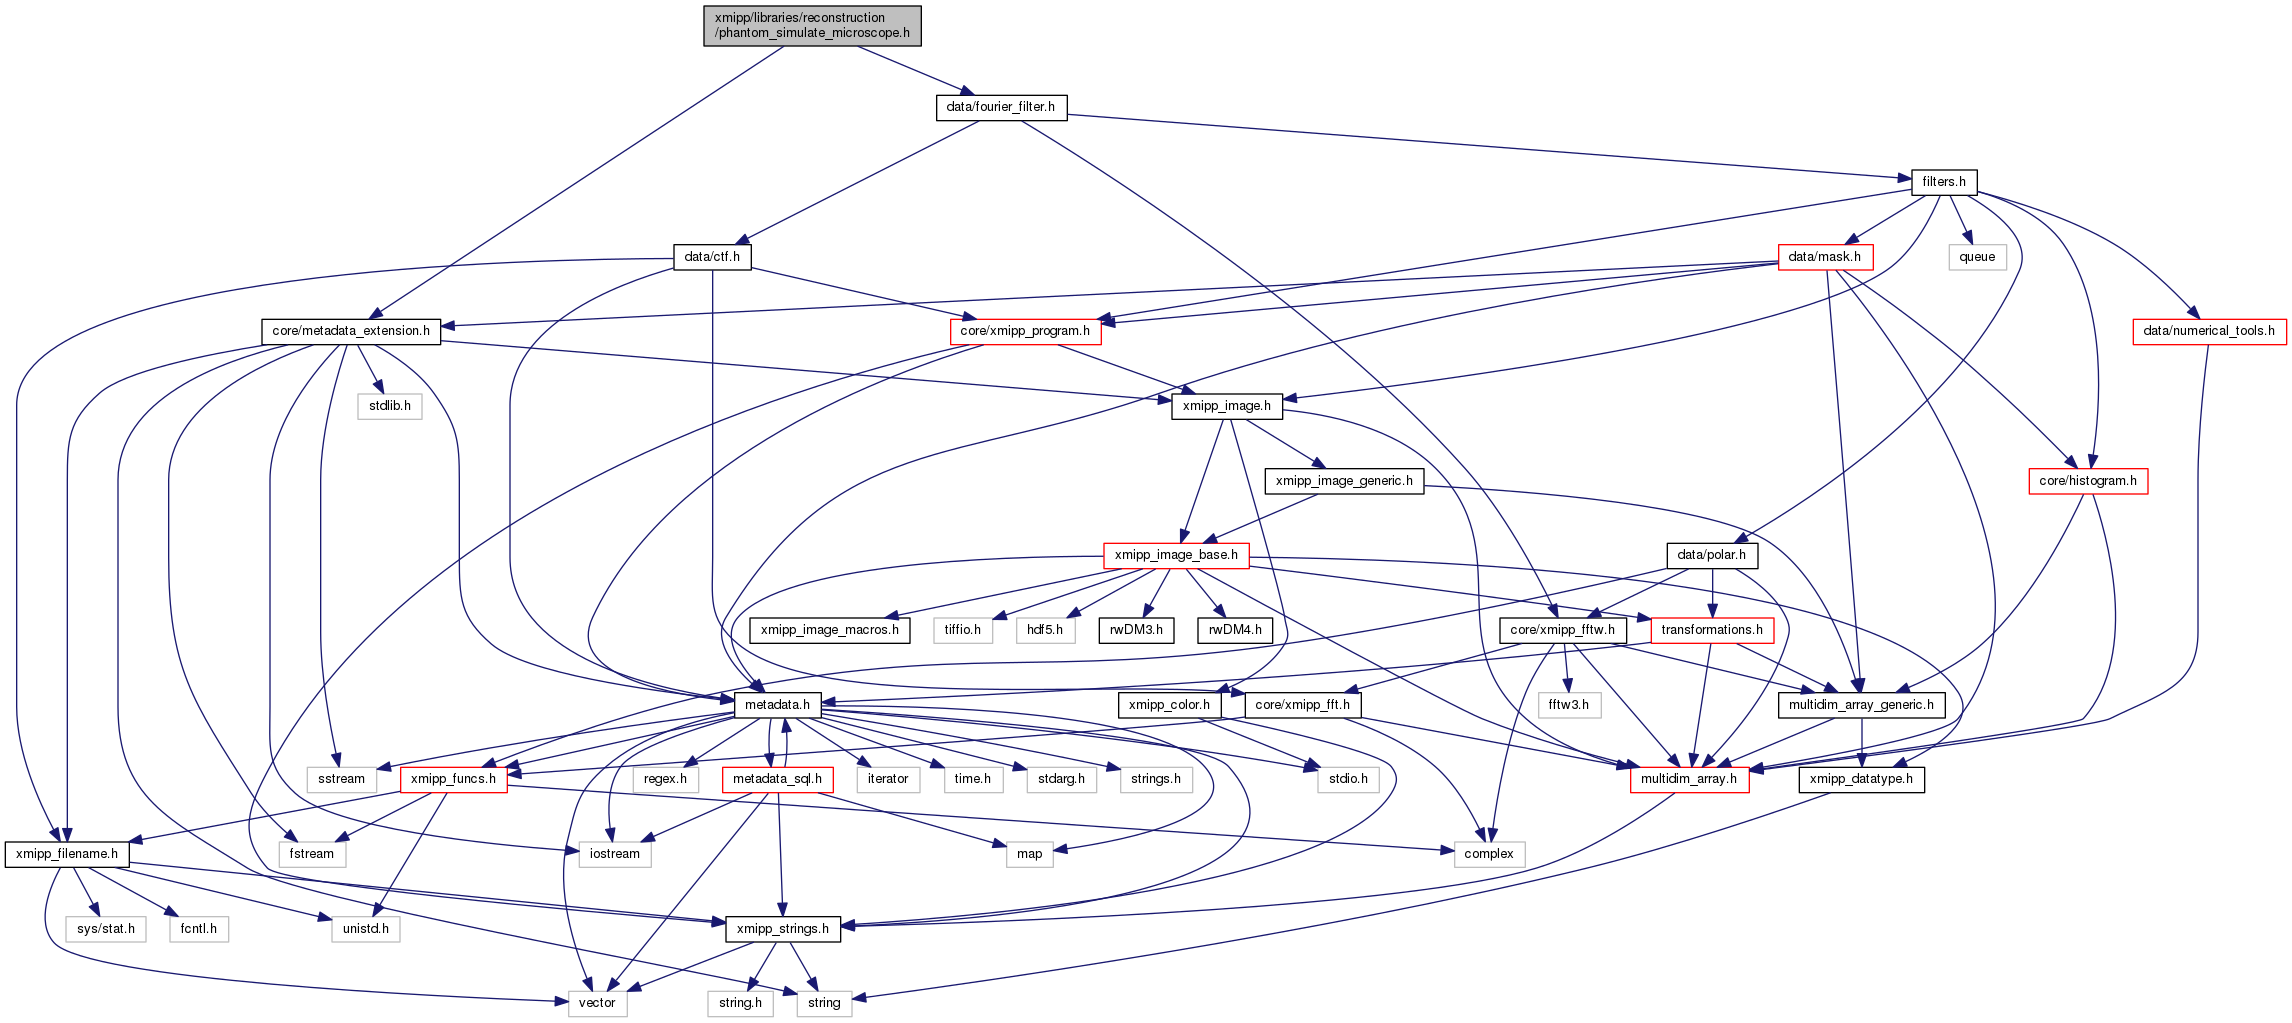 xmipp/libraries/reconstruction
/phantom_simulate_microscope.h
data/fourier_filter.h
filters.h
data/ctf.h
data/mask.h
queue
core/metadata_extension.h
core/xmipp_program.h
data/numerical_tools.h
stdlib.h
xmipp_image.h
xmipp_image_generic.h
core/histogram.h
xmipp_image_base.h
data/polar.h
xmipp_image_macros.h
tiffio.h
hdf5.h
rwDM3.h
rwDM4.h
core/xmipp_fftw.h
transformations.h
metadata.h
xmipp_color.h
core/xmipp_fft.h
fftw3.h
multidim_array_generic.h
sstream
xmipp_funcs.h
regex.h
metadata_sql.h
iterator
time.h
stdarg.h
strings.h
stdio.h
multidim_array.h
xmipp_datatype.h
xmipp_filename.h
fstream
iostream
map
complex
sys/stat.h
fcntl.h
unistd.h
xmipp_strings.h
vector
string.h
string